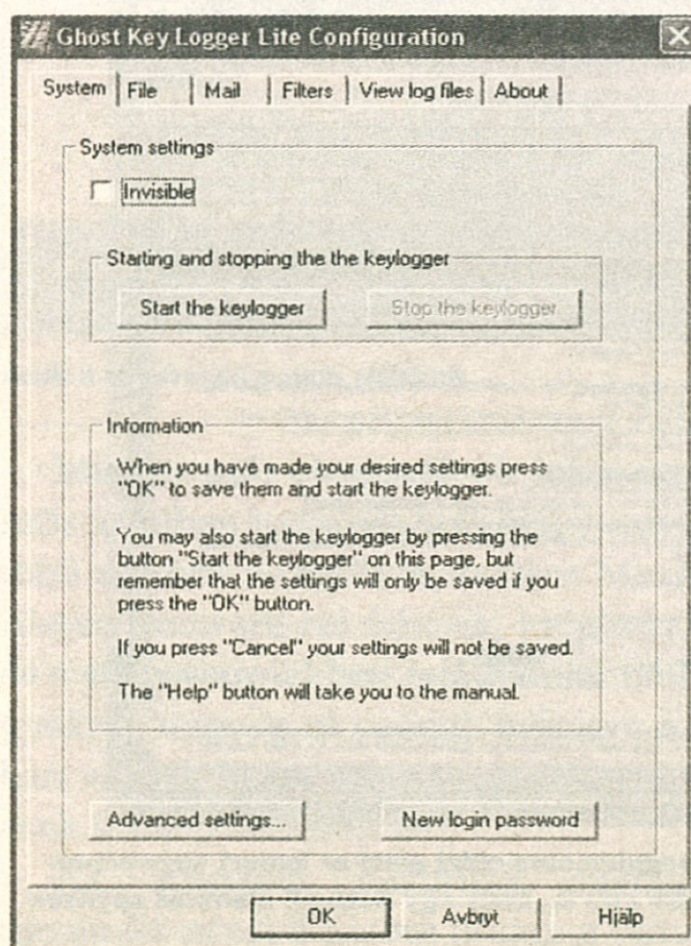 Ghost Key Logger Lite Configuration
System File Mail Filters View log files About
System settings
Invisible
Starting and stopping the the keylogger
Start the keylogger Stop the keylogger
Information
When you have made your desired settings press
"OK" to save them and start the keylogger.
You may also start the keylogger by pressing the
button "Start the keylogger" on this page, but
remember that the settings will only be saved if you
press the "OK" button.
If you press "Cancel" your settings will not be saved.
The "Help" button will take you to the manual.
Advanced settings... New login password
OK Avbryt Hjälp